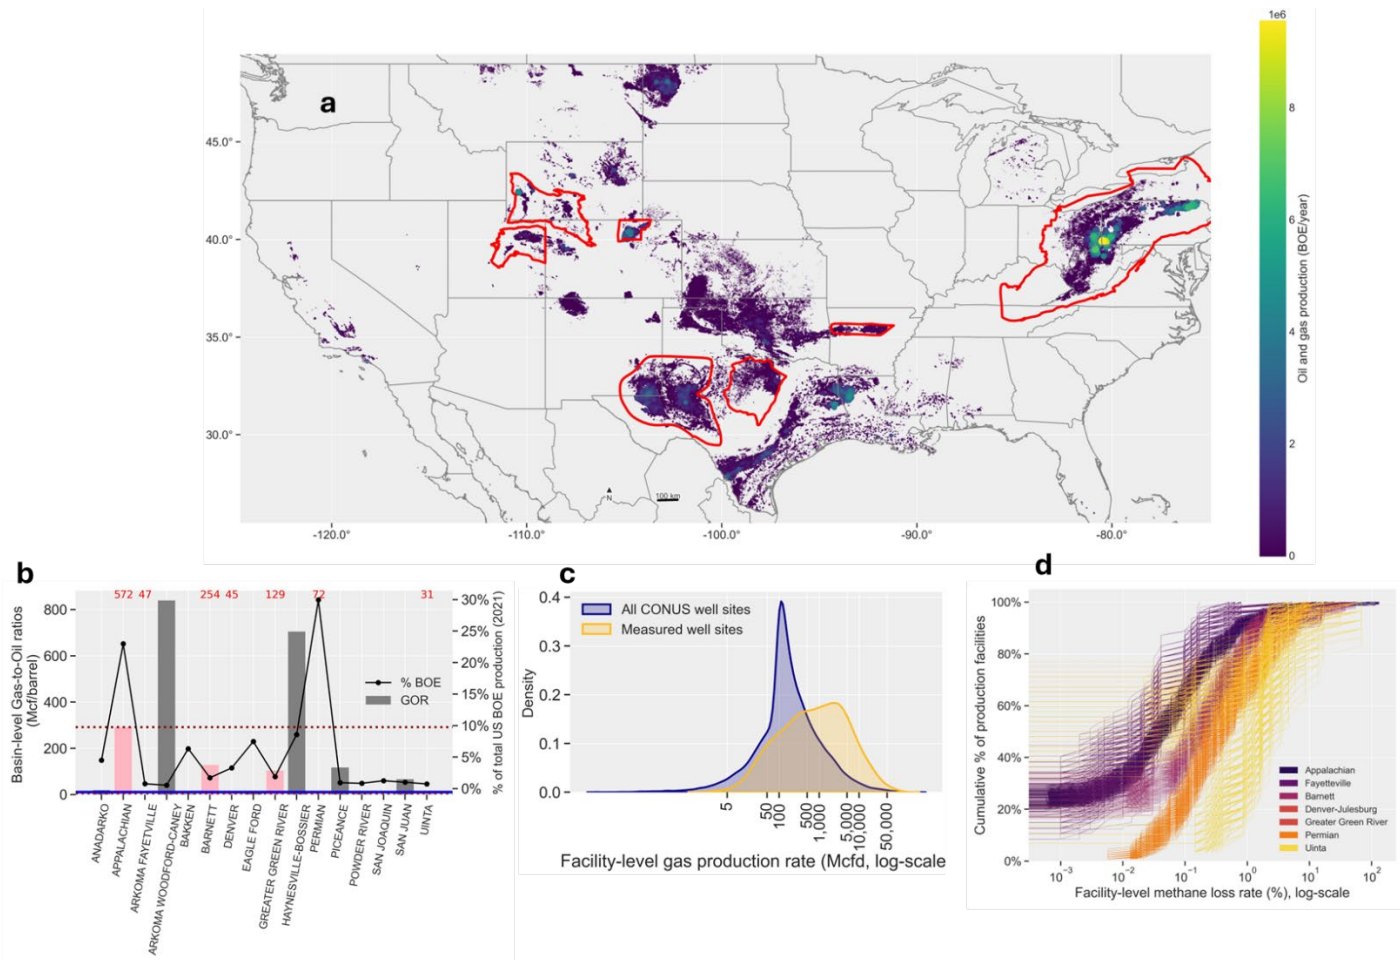 a
1e6
8
6
4
2
0
Oil and gas production (BOE/year)
45.0°
40.0°
35.0°
30.0°
-120.0°
-110.0°
-100.0°
-90.0°
-80.0°
N
100 km
b
572 47 254 45 129 72 31
800
600
400
200
0
Basin-level Gas-to-Oil ratios
(Mcf/barrel)
30%
25%
20%
15%
10%
5%
0%
% of total US BOE production (2021)
% BOE
GOR
ANADARKO
APPALACHIAN
ARKOMA FAYETVILLE
ARKOMA WOODFORD-CANEY
BAKKEN
BARNETT
DENVER
EAGLE FORD
GREATER GREEN RIVER
HAYNESVILLE-BOSSIER
PERMIAN
PICEANCE
POWDER RIVER
SAN JOAQUIN
SAN JUAN
UINTA
c
0.4
0.3
0.2
0.1
0.0
Density
All CONUS well sites
Measured well sites
5
50
100
500
1,000
5,000
10,000
50,000
Facility-level gas production rate (Mcfd, log-scale
d
100%
80%
60%
40%
20%
0%
Cumulative % of production facilities
Appalachian
Fayetteville
Barnett
Denver-Julesburg
Greater Green River
Permian
Uinta
10⁻³
10⁻²
10⁻¹
10⁰
10¹
10²
Facility-level methane loss rate (%), log-scale